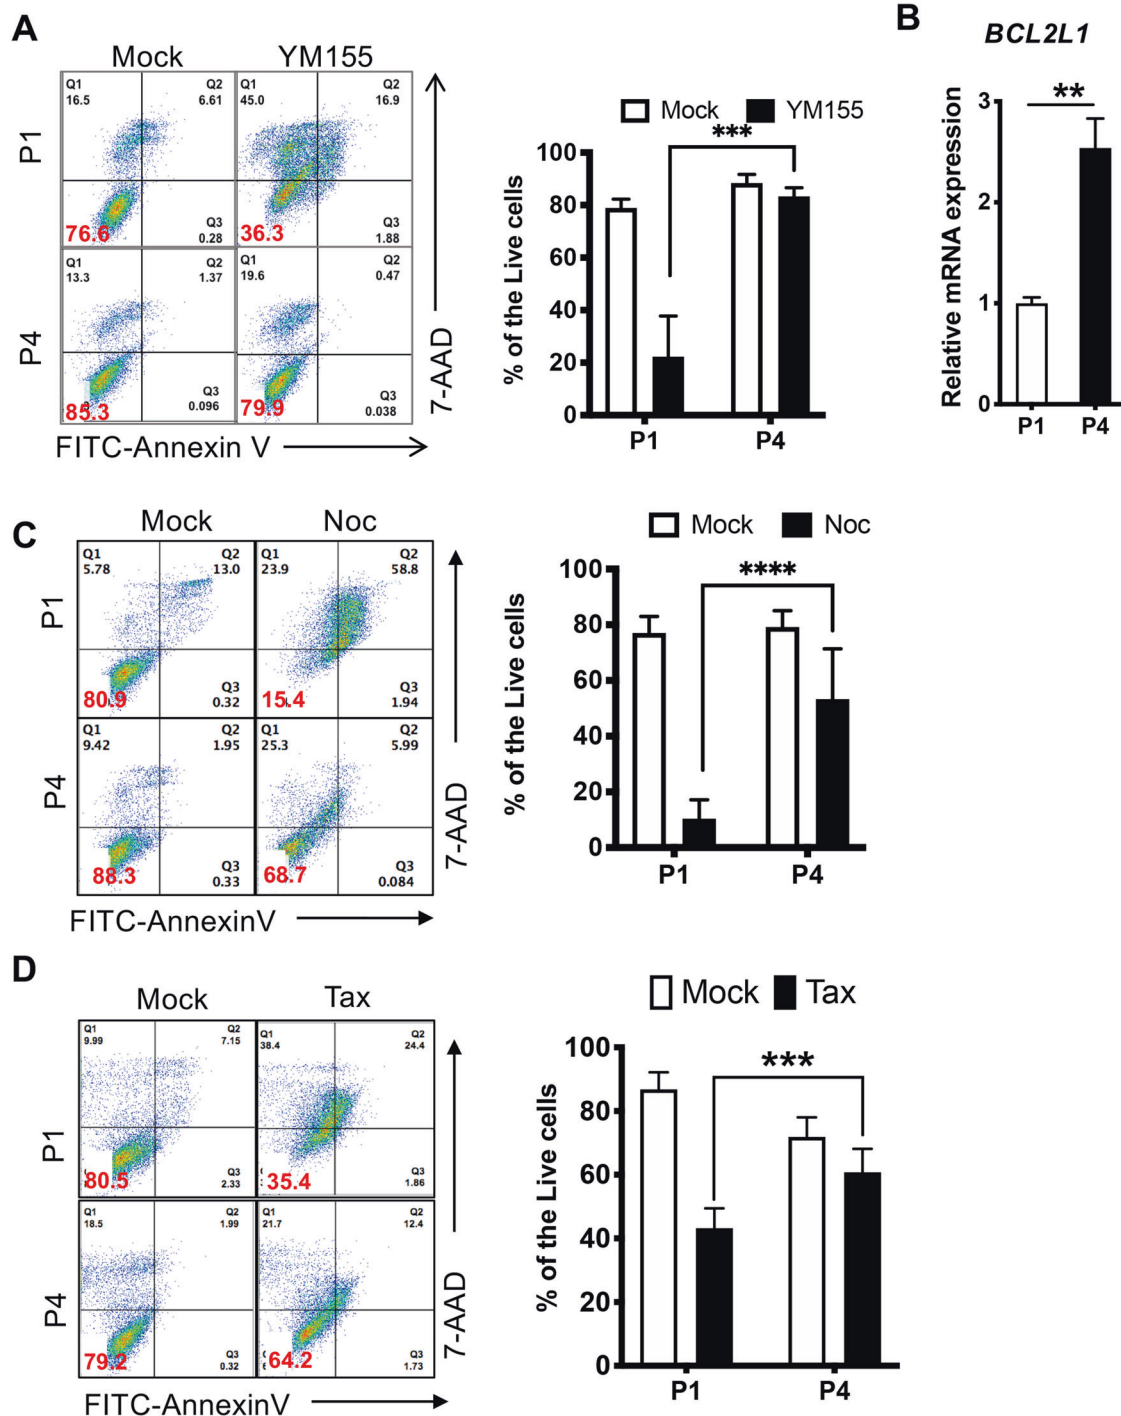 A
Mock YM155
P1
Q1
16.5
Q2
6.61
Q3
0.28
76.6
Q1
45.0
Q2
16.9
Q3
1.88
36.3
P4
Q1
13.3
Q2
1.37
Q3
0.096
85.3
Q1
19.6
Q2
0.47
Q3
0.038
79.9
7-AAD
FITC-Annexin V
Mock YM155
***
% of the Live cells
100
80
60
40
20
0
P1 P4
B
BCL2L1
**
Relative mRNA expression
3
2
1
0
P1 P4
C
Mock Noc
P1
Q1
5.78
Q2
13.0
Q3
0.32
80.9
Q1
23.9
Q2
58.8
Q3
1.94
15.4
P4
Q1
9.42
Q2
1.95
Q3
0.33
88.3
Q1
25.3
Q2
5.99
Q3
0.084
68.7
7-AAD
FITC-AnnexinV
Mock Noc
****
% of the Live cells
100
80
60
40
20
0
P1 P4
D
Mock Tax
P1
Q1
9.99
Q2
7.15
Q3
2.33
80.5
Q1
38.4
Q2
24.4
Q3
1.86
35.4
P4
Q1
18.5
Q2
1.99
Q3
0.32
79.2
Q1
21.7
Q2
12.4
Q3
1.73
64.2
7-AAD
FITC-AnnexinV
Mock Tax
***
% of the Live cells
100
80
60
40
20
0
P1 P4